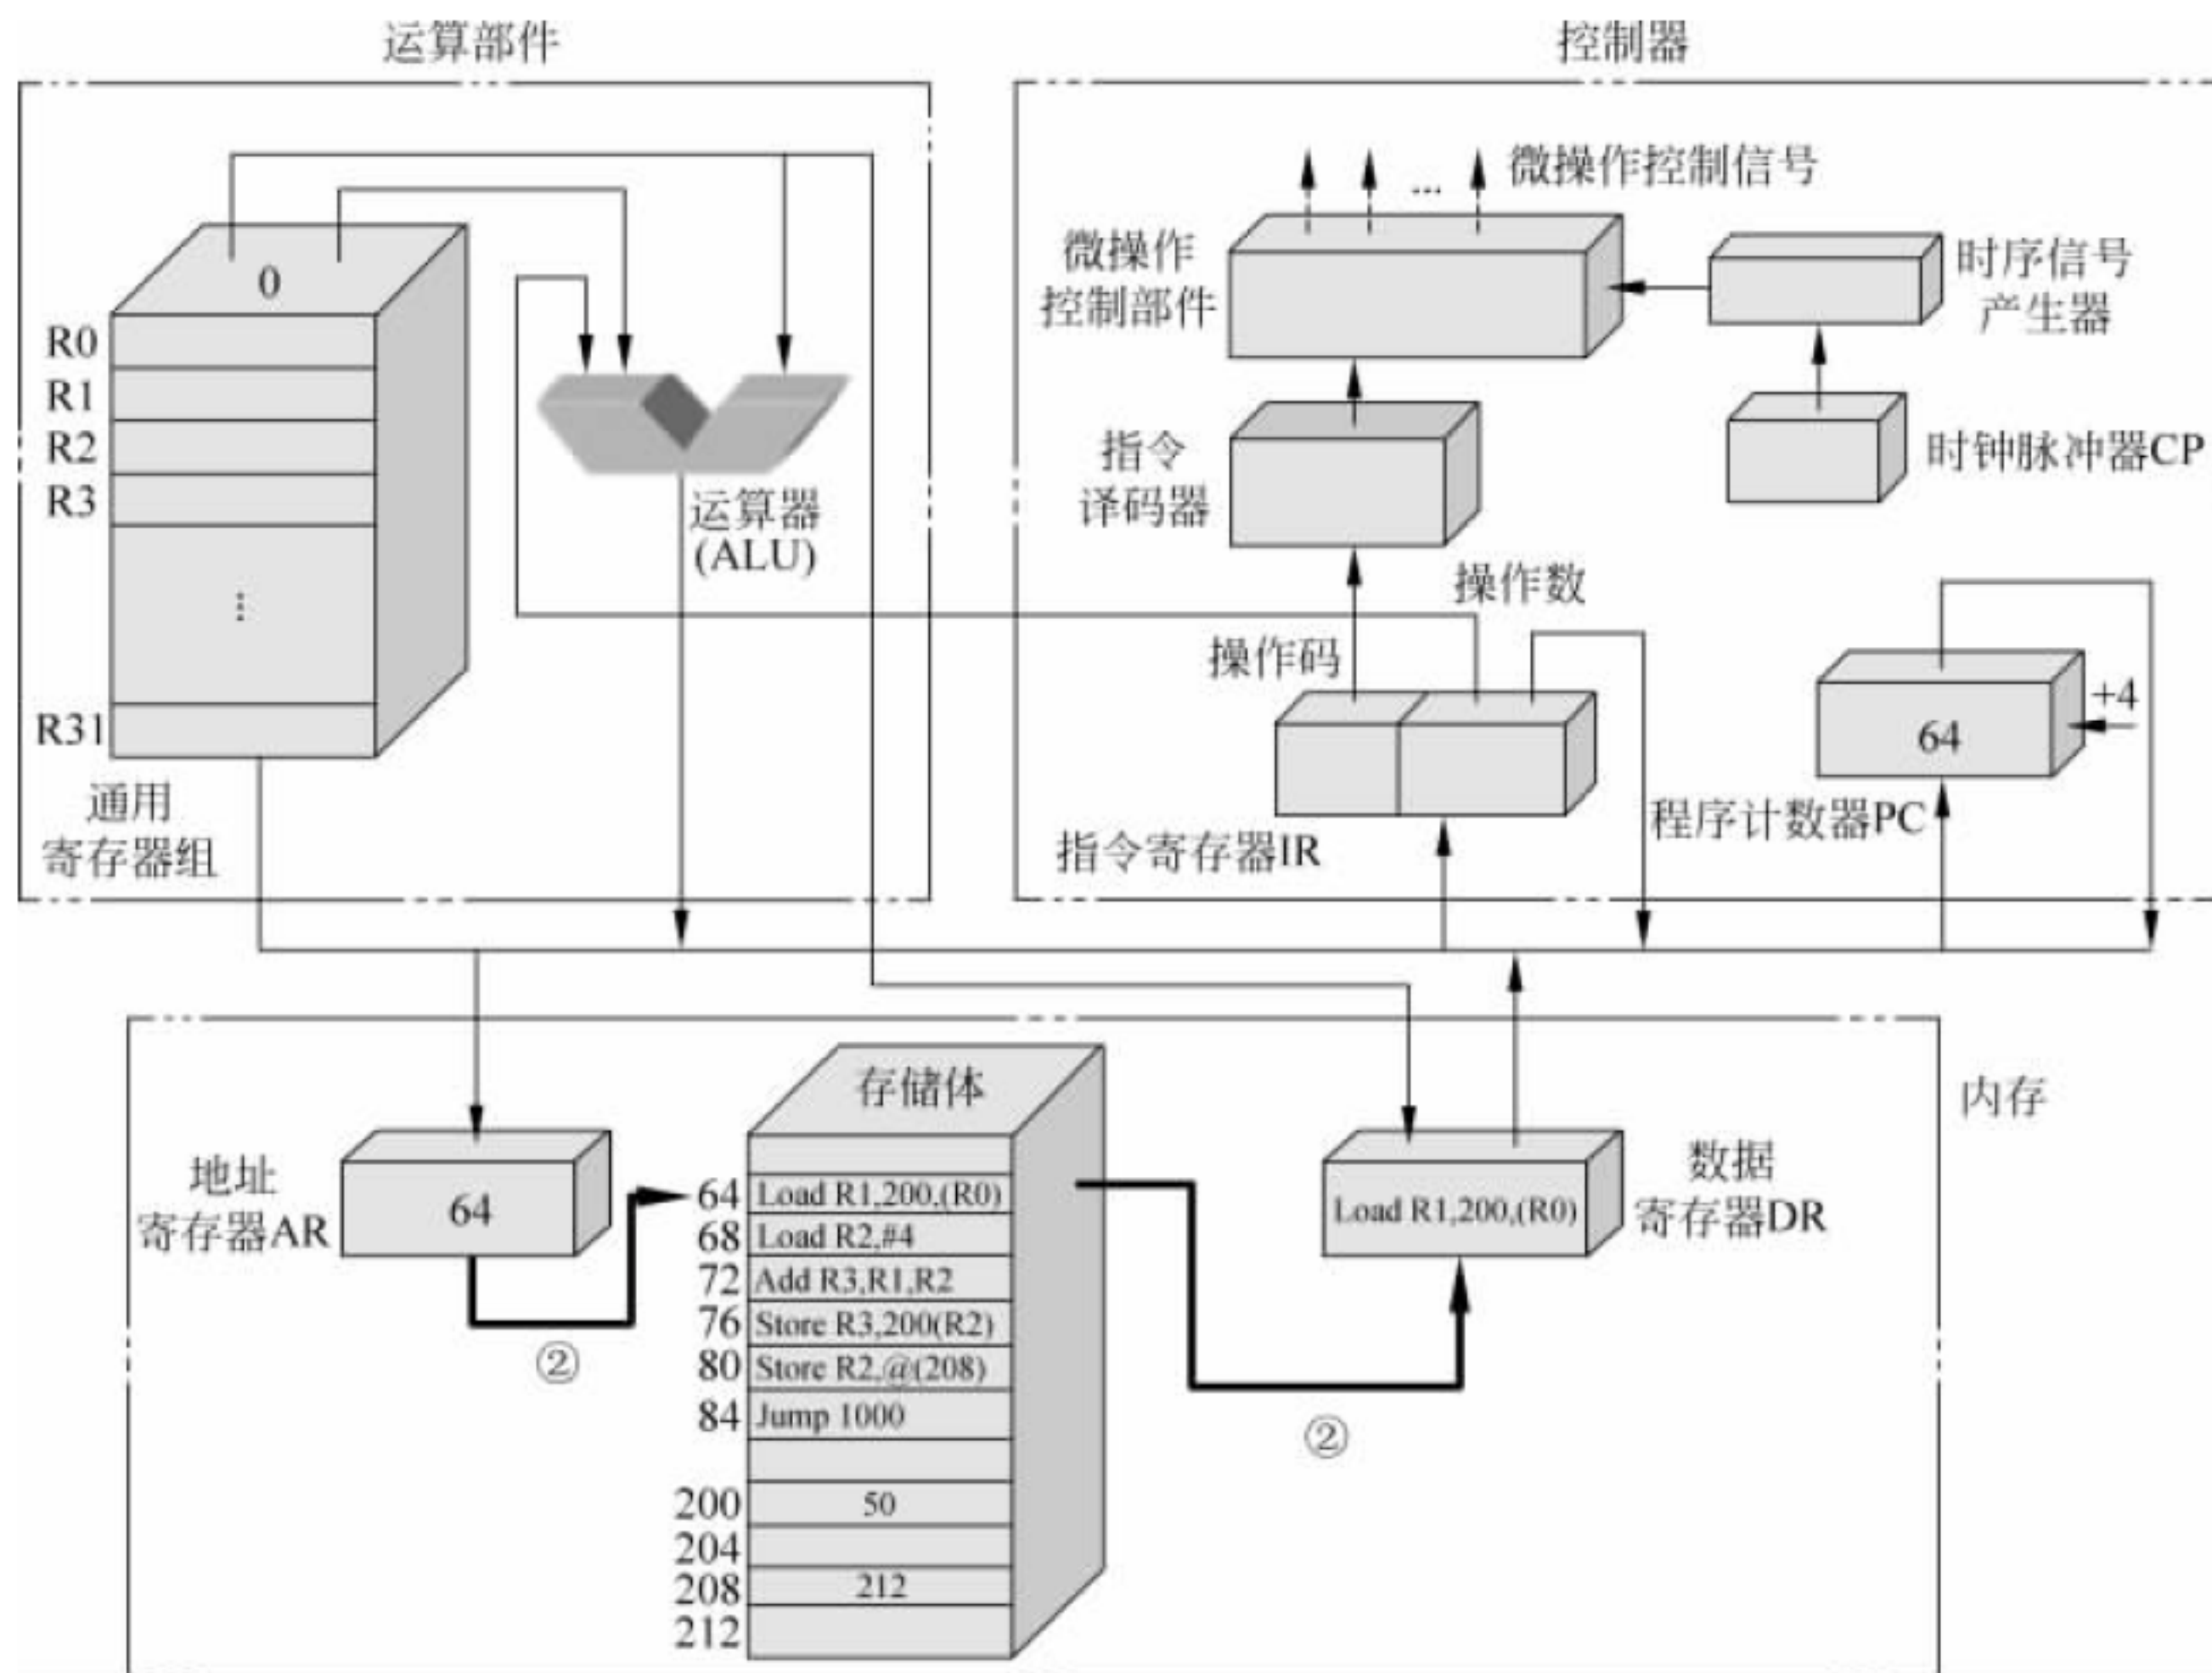 运算部件
控制器
0
R0
R1
R2
R3
⋮
R31
通用
寄存器组
运算器
(ALU)
微操作控制信号
...
微操作
控制部件
时序信号
产生器
指令
译码器
时钟脉冲器CP
操作数
操作码
+4
64
程序计数器PC
指令寄存器IR
内存
地址
寄存器AR
64
②
存储体
64 Load R1,200,(R0)
68 Load R2,#4
72 Add R3,R1,R2
76 Store R3,200(R2)
80 Store R2,@(208)
84 Jump 1000
200 50
204
208 212
212
②
Load R1,200,(R0)
数据
寄存器DR